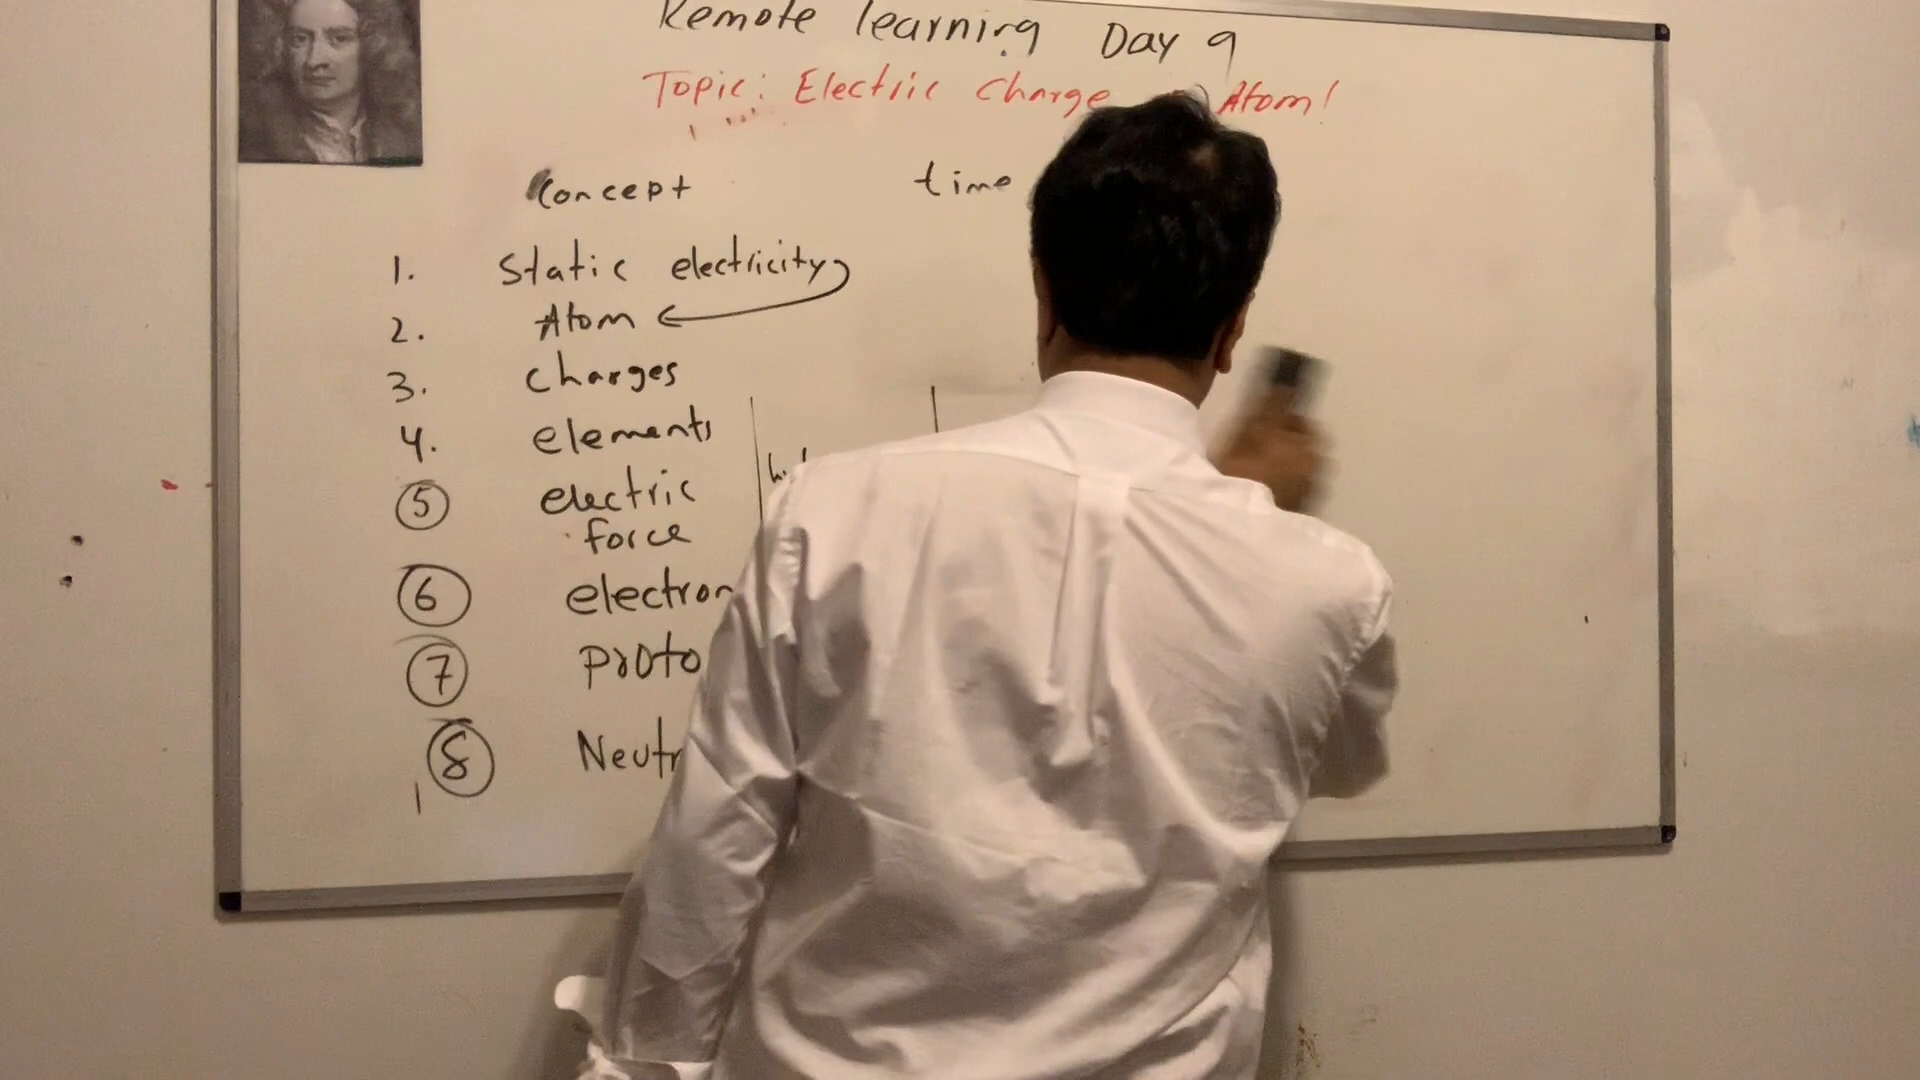 Remote learning Day 9
Topic: Electric Charge Atom!
Concept time
1. Static electricity
2. Atom
3. Charges
4. elements
5 electric
force
6 electron
7 Proto
8 Neutr